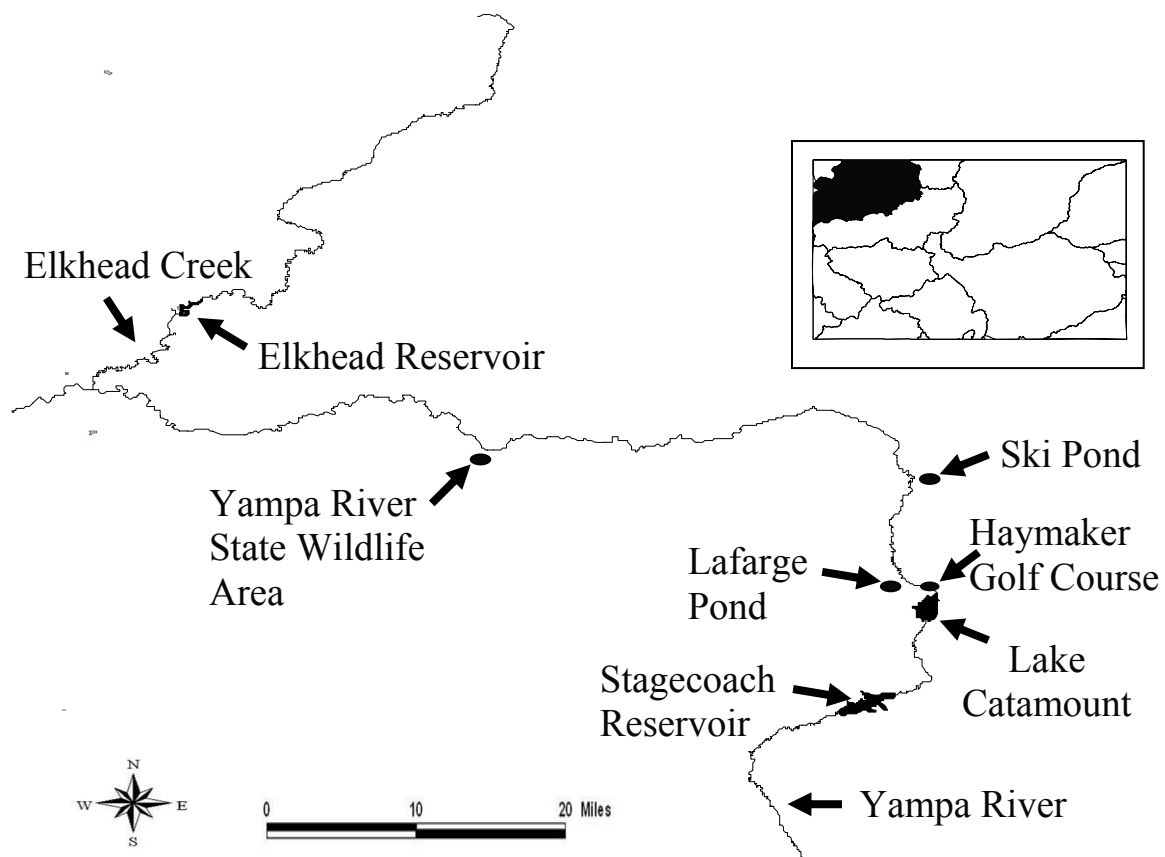 Elkhead Creek
Elkhead Reservoir
Yampa River
State Wildlife
Area
Ski Pond
Haymaker
Golf Course
Lafarge
Pond
Lake
Catamount
Stagecoach
Reservoir
Yampa River
N
W E
S
0 10 20 Miles